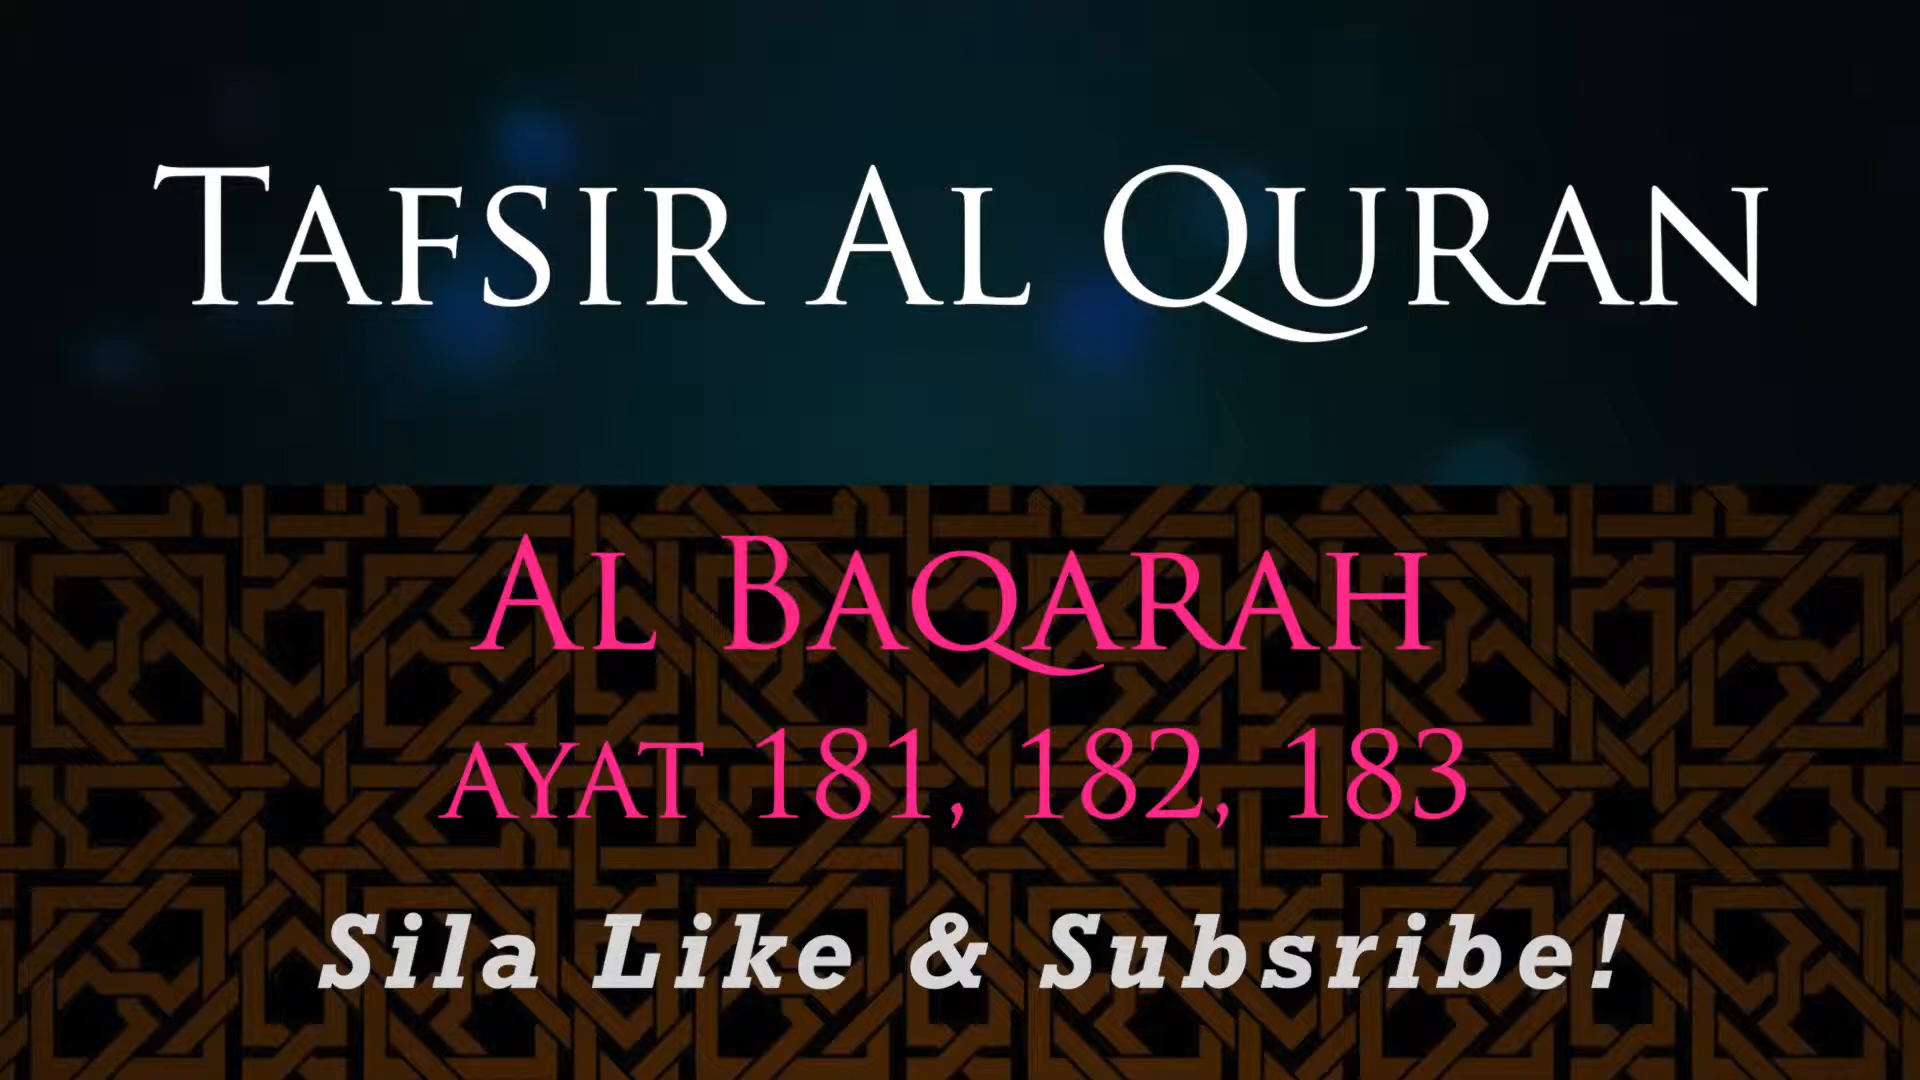 Tafsir Al Quran
Al Baqarah
ayat 181, 182, 183
Sila Like & Subsribe!